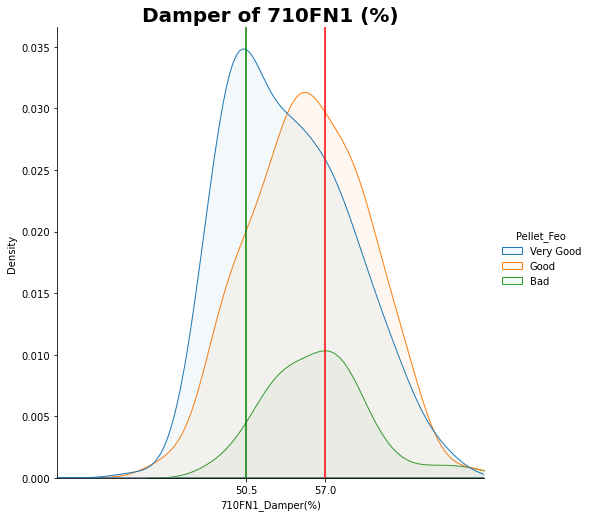 Damper of 710FN1 (%)
0.035
0.030
0.025
0.020
0.015
0.010
0.005
0.000
Density
50.5 57.0
710FN1_Damper(%)
Pellet_Feo
Very Good
Good
Bad